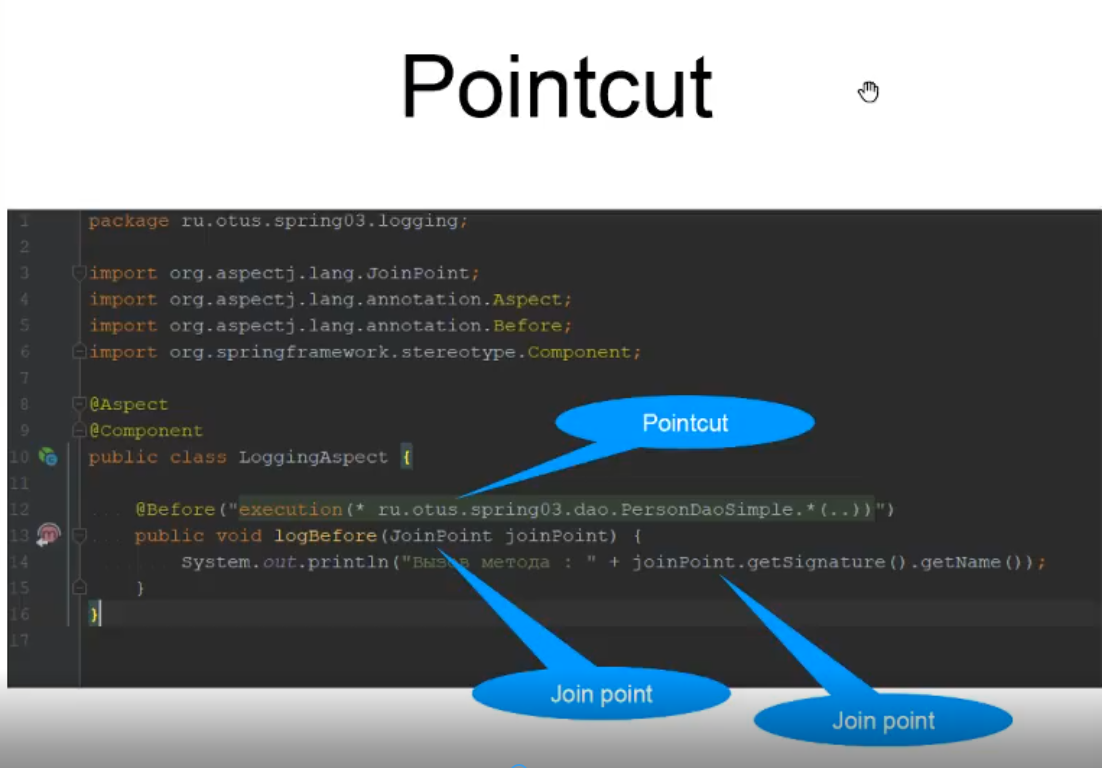 Pointcut
1 package ru.otus.spring03.logging;
2
3 import org.aspectj.lang.JoinPoint;
4 import org.aspectj.lang.annotation.Aspect;
5 import org.aspectj.lang.annotation.Before;
6 import org.springframework.stereotype.Component;
7
8 @Aspect
9 @Component
10 public class LoggingAspect {
11
Pointcut
12 @Before("execution(* ru.otus.spring03.dao.PersonDaoSimple.*(..))")
13 public void logBefore(JoinPoint joinPoint) {
14 System.out.println("Вызов метода : " + joinPoint.getSignature().getName());
15 }
16 }
17
Join point
Join point